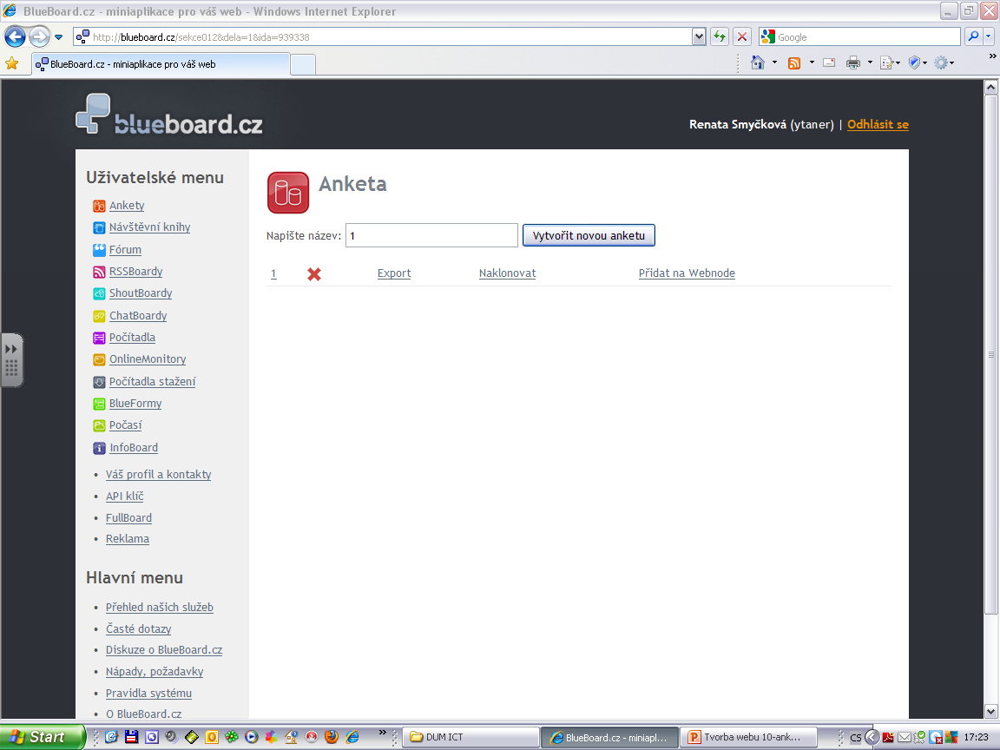 BlueBoard.cz - miniaplikace pro váš web - Windows Internet Explorer
http://blueboard.cz/sekce012&dela=1&ida=939338
Google
BlueBoard.cz - miniaplikace pro váš web
blueboard.cz
Renata Smyčková (ytaner) | Odhlásit se
Uživatelské menu
Ankety
Návštěvní knihy
Fórum
RSSBoardy
ShoutBoardy
ChatBoardy
Počítadla
OnlineMonitory
Počítadla stažení
BlueFormy
Počasí
InfoBoard
• Váš profil a kontakty
• API klíč
• FullBoard
• Reklama
Hlavní menu
• Přehled našich služeb
• Časté dotazy
• Diskuze o BlueBoard.cz
• Nápady, požadavky
• Pravidla systému
• O BlueBoard.cz
Anketa
Napište název: 1 Vytvořit novou anketu
1 Export Naklonovat Přidat na Webnode
Start DUM ICT BlueBoard.cz - miniapl... Tvorba webu 10-ank... CS 17:23